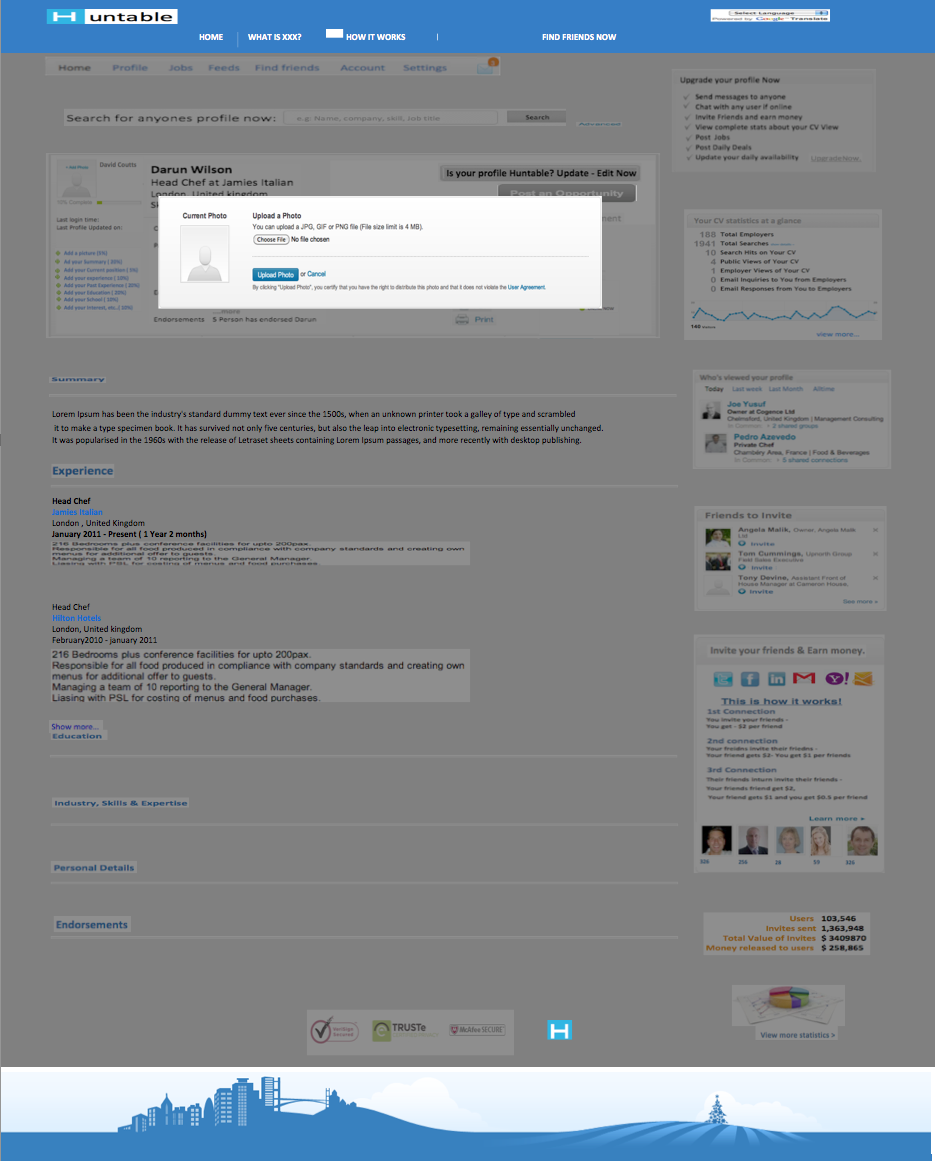 H untable
Select Language
Powered by Google Translate
HOME
WHAT IS XXX?
HOW IT WORKS
FIND FRIENDS NOW
Home Profile Jobs Feeds Find friends Account Settings
Search for anyones profile now:
e.g: Name, company, skill, job title
Search
Advanced
Upgrade your profile Now
Send messages to anyone
Chat with any user if online
Invite Friends and earn money
View complete stats about your CV View
Post Jobs
Post Daily Deals
Update your daily availability
UpgradeNow..
+ Add Photo
David Coutts
Darun Wilson
Head Chef at Jamies Italian
London, United kingdom
Is your profile Huntable? Update - Edit Now
Post an Opportunity
10% Complete
Last login time:
Last Profile Updated on:
Add a picture (5%)
Ad your Summary ( 20%)
Add your Current position ( 5%)
Add your experience ( 10%)
Add your Past Experience ( 20%)
Add your Education ( 20%)
Add your School ( 10%)
Add your Interest, etc..( 10%)
Current Photo
Upload a Photo
You can upload a JPG, GIF or PNG file (File size limit is 4 MB).
Choose File No file chosen
Upload Photo or Cancel
By clicking "Upload Photo", you certify that you have the right to distribute this photo and that it does not violate the User Agreement.
....more
Endorsements 5 Person has endorsed Darun
Print
Your CV statistics at a glance
188 Total Employers
1941 Total Searches
10 Search Hits on Your CV
4 Public Views of Your CV
1 Employer Views of Your CV
0 Email Inquiries to You from Employers
0 Email Responses from You to Employers
view more...
Summary
Lorem Ipsum has been the industry's standard dummy text ever since the 1500s, when an unknown printer took a galley of type and scrambled
it to make a type specimen book. It has survived not only five centuries, but also the leap into electronic typesetting, remaining essentially unchanged.
It was popularised in the 1960s with the release of Letraset sheets containing Lorem Ipsum passages, and more recently with desktop publishing.
Who's viewed your profile
Today Last week Last Month Alltime
Joe Yusuf
Owner at Cogence Ltd
Chelmsford, United Kingdom | Management Consulting
In Common: 2 shared groups
Pedro Azevedo
Private Chef
Chambéry Area, France | Food & Beverages
In Common: 5 shared connections
Experience
Head Chef
Jamies Italian
London , United Kingdom
January 2011 - Present ( 1 Year 2 months)
216 Bedrooms plus conference facilities for upto 200pax.
Responsible for all food produced in compliance with company standards and creating own
menus for additional offer to guests.
Managing a team of 10 reporting to the General Manager.
Liasing with PSL for costing of menus and food purchases.
Friends to Invite
Angela Malik, Owner, Angela Malik
Ltd
Invite
Tom Cummings, Upnorth Group
Field Sales Executive
Invite
Tony Devine, Assistant Front of
House Manager at Cameron House,
Invite
See more »
Head Chef
Hilton Hotels
London, United kingdom
February2010 - january 2011
216 Bedrooms plus conference facilities for upto 200pax.
Responsible for all food produced in compliance with company standards and creating own
menus for additional offer to guests.
Managing a team of 10 reporting to the General Manager.
Liasing with PSL for costing of menus and food purchases.
Show more...
Education
Industry, Skills & Expertise
Personal Details
Endorsements
Invite your friends & Earn money.
This is how it works!
1st Connection
You invite your friends -
You get - $2 per friend
2nd connection
Your freidns invite their friedns -
Your friend gets $2- You get $1 per friends
3rd Connection
Their friends inturn invite their friends -
Your friends friend get $2,
Your friend gets $1 and you get $0.5 per friend
Learn more
Users 103,546
Invites sent 1,363,948
Total Value of Invites $ 3409870
Money released to users $ 258,865
View more statistics >
VeriSign Secured
TRUSTe
McAfee SECURE
H